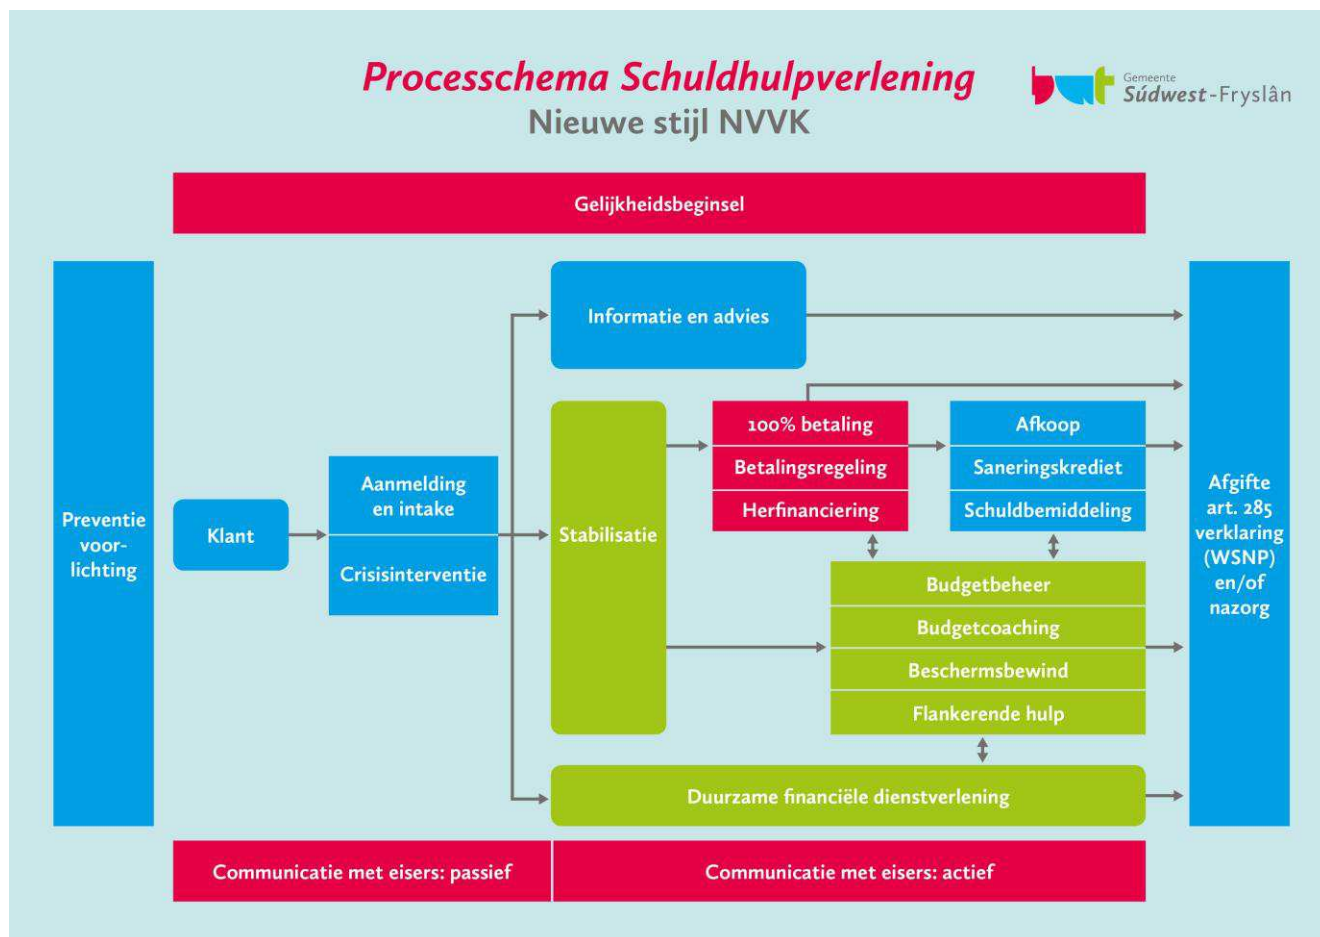 Processchema Schuldhulpverlening
Nieuwe stijl NVVK
Gemeente
Súdwest-Fryslân
Gelijkheidsbeginsel
Preventie
voor-
lichting
Klant
Aanmelding
en intake
Crisisinterventie
Informatie en advies
Stabilisatie
100% betaling
Betalingsregeling
Herfinanciering
Afkoop
Saneringskrediet
Schuldbemiddeling
Budgetbeheer
Budgetcoaching
Beschermsbewind
Flankerende hulp
Duurzame financiële dienstverlening
Afgifte
art. 285
verklaring
(WSNP)
en/of
nazorg
Communicatie met eisers: passief
Communicatie met eisers: actief